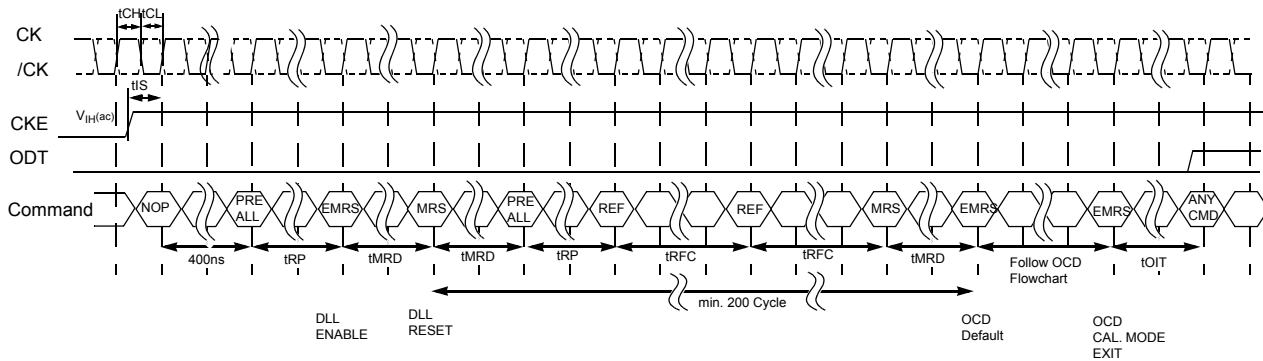 tCH tCL
CK
/CK
tIS
VIH(ac)
CKE
ODT
Command
NOP
PRE
ALL
EMRS
MRS
PRE
ALL
REF
REF
MRS
EMRS
EMRS
ANY
CMD
400ns
tRP
tMRD
tMRD
tRP
tRFC
tRFC
tMRD
Follow OCD
Flowchart
tOIT
min. 200 Cycle
DLL
ENABLE
DLL
RESET
OCD
Default
OCD
CAL. MODE
EXIT